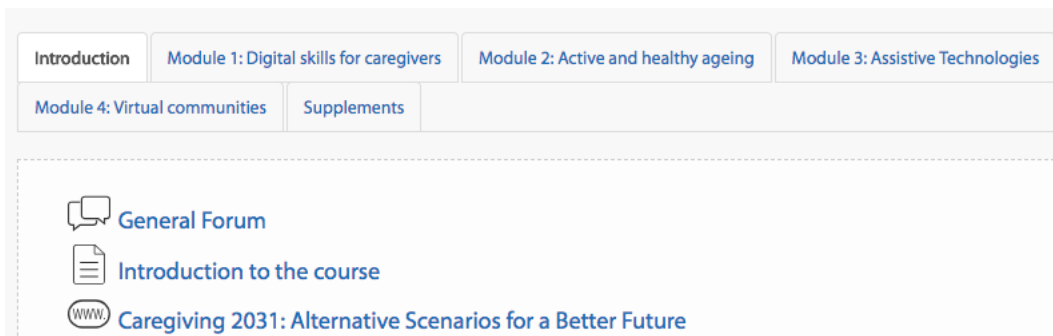 Introduction Module 1: Digital skills for caregivers Module 2: Active and healthy ageing Module 3: Assistive Technologies
Module 4: Virtual communities Supplements
General Forum
Introduction to the course
www. Caregiving 2031: Alternative Scenarios for a Better Future